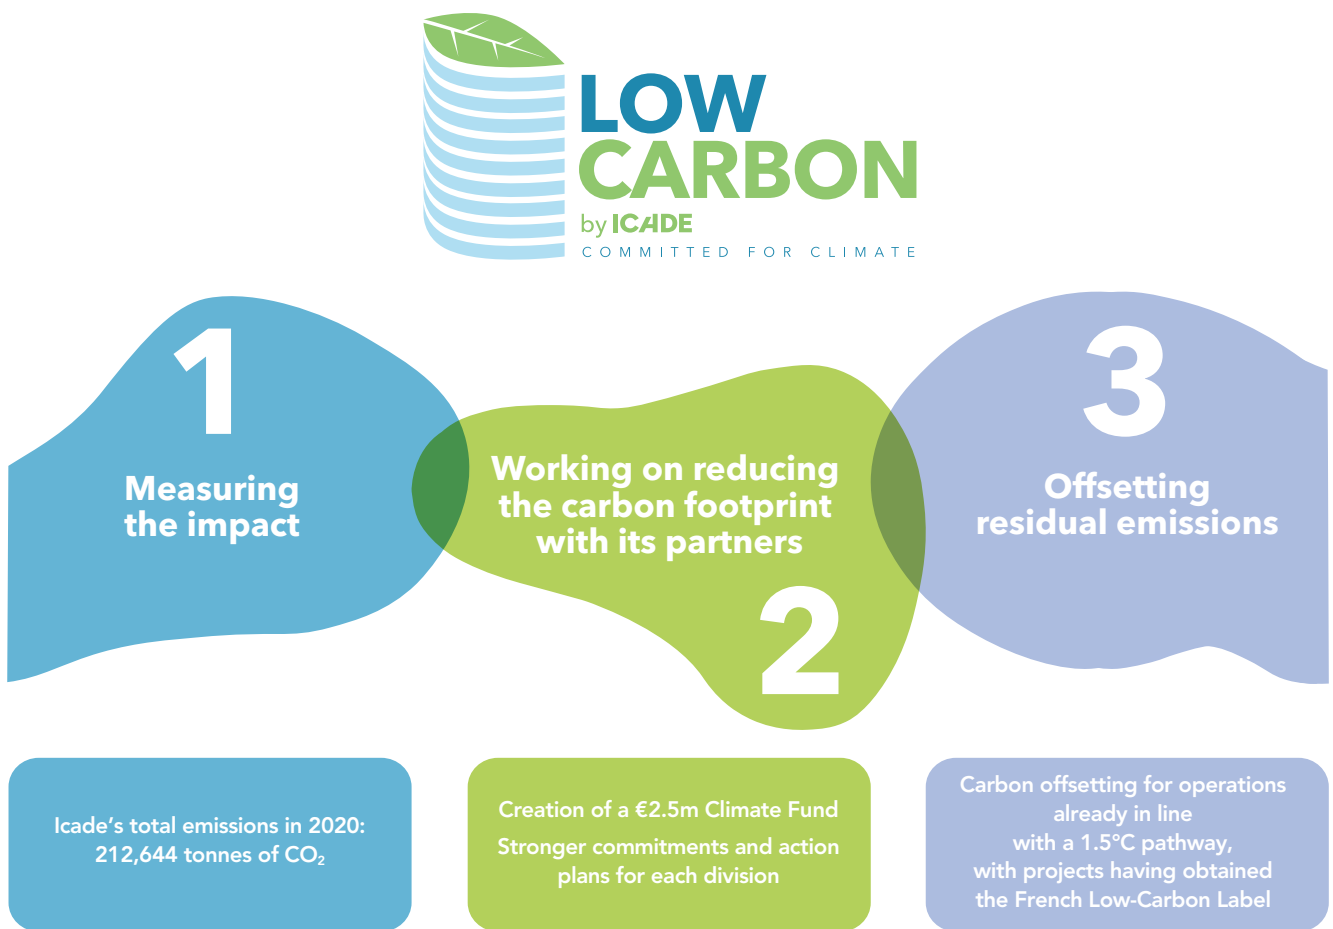 LOW
CARBON
by ICADE
COMMITTED FOR CLIMATE
1
Measuring
the impact
Working on reducing
the carbon footprint
with its partners
2
3
Offsetting
residual emissions
Icade’s total emissions in 2020:
212,644 tonnes of CO₂
Creation of a €2.5m Climate Fund
Stronger commitments and action
plans for each division
Carbon offsetting for operations
already in line
with a 1.5°C pathway,
with projects having obtained
the French Low-Carbon Label